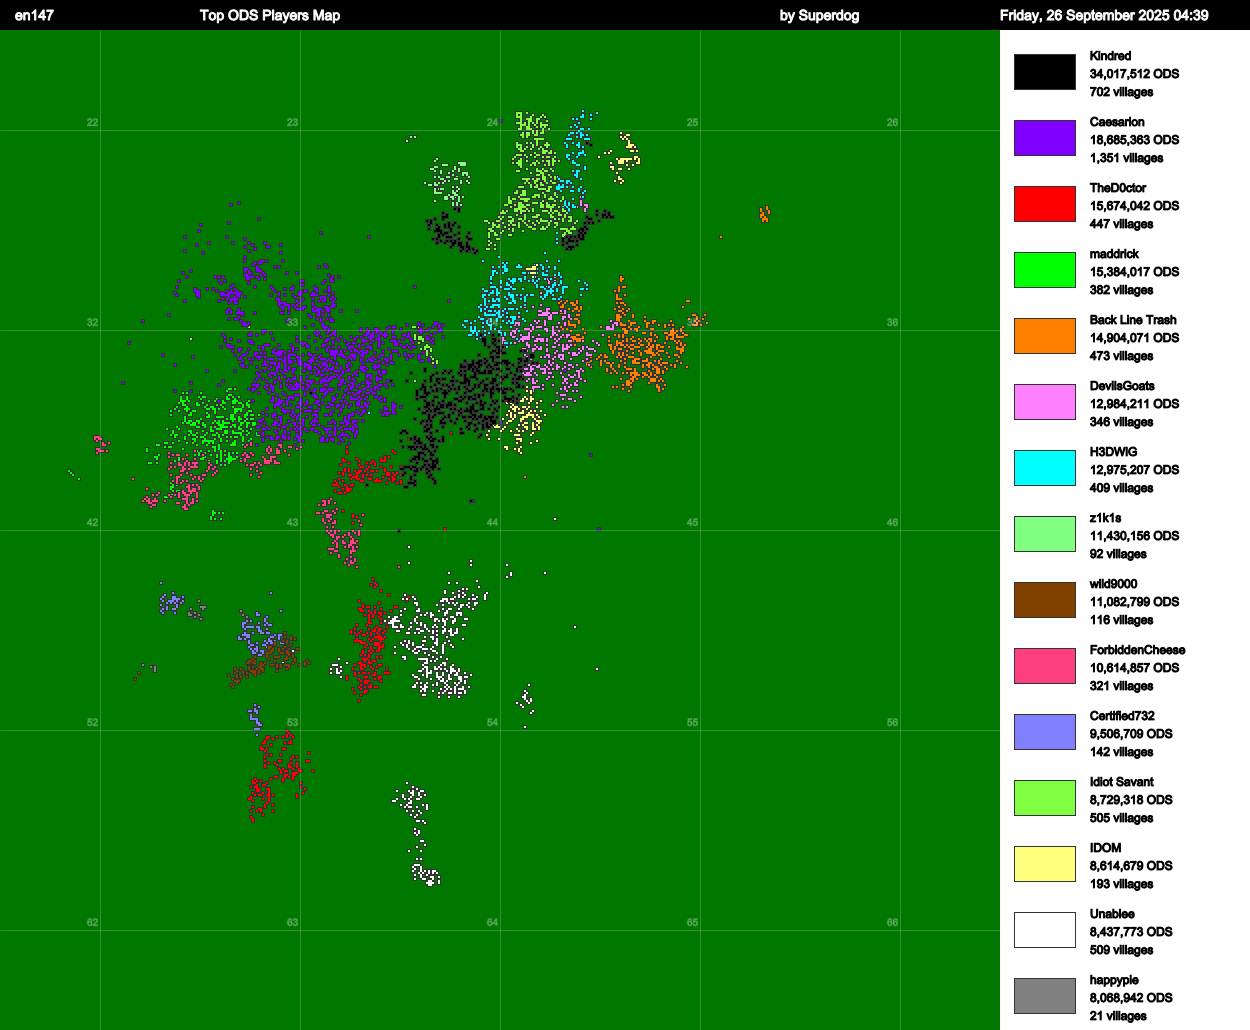 en147 Top ODS Players Map by Superdog Friday, 26 September 2025 04:39
Kindred
34,017,512 ODS
702 villages
22 23 24 25 26
Caesarion
18,685,363 ODS
1,351 villages
TheD0ctor
15,674,042 ODS
447 villages
maddrick
15,384,017 ODS
382 villages
32 33 34 35 36
Back Line Trash
14,904,071 ODS
473 villages
DevilsGoats
12,984,211 ODS
346 villages
H3DWIG
12,975,207 ODS
409 villages
z1k1s
11,430,156 ODS
92 villages
42 43 44 45 46
wild9000
11,082,799 ODS
116 villages
ForbiddenCheese
10,614,857 ODS
321 villages
Certified732
9,506,709 ODS
142 villages
52 53 54 55 56
Idiot Savant
8,729,318 ODS
505 villages
IDOM
8,614,679 ODS
193 villages
Unablee
8,437,773 ODS
509 villages
62 63 64 65 66
happypie
8,068,942 ODS
21 villages